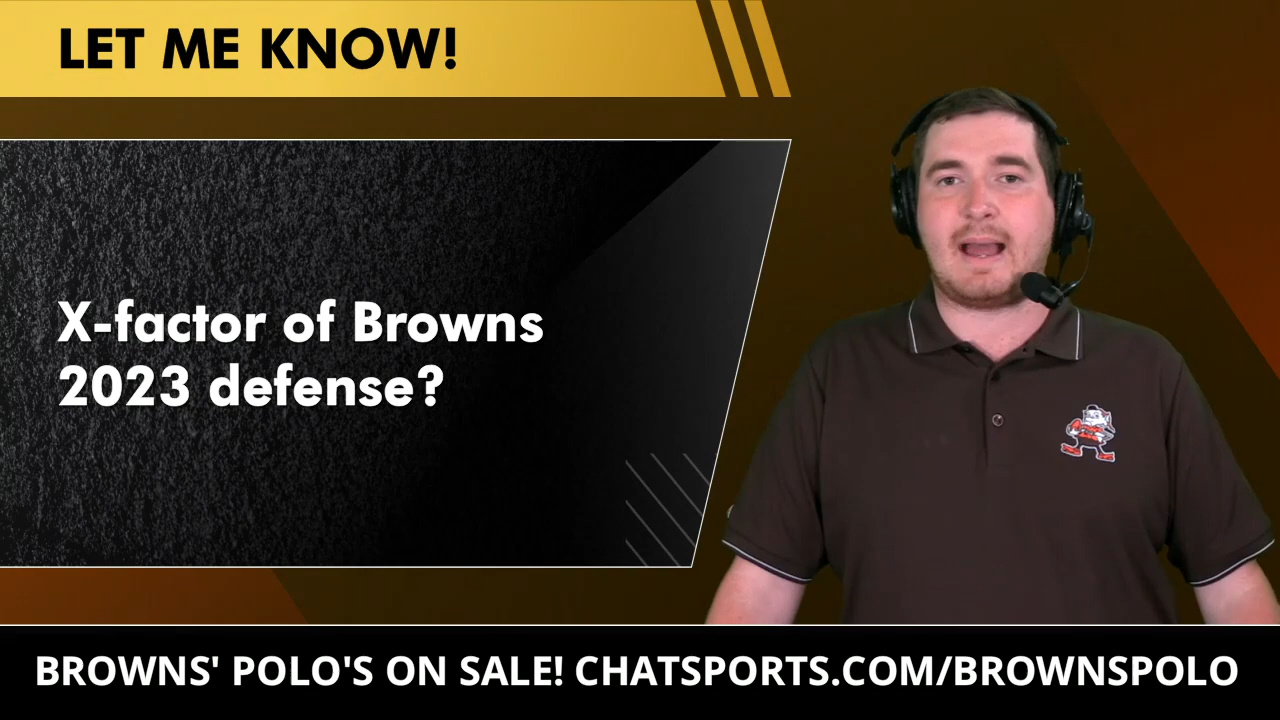 LET ME KNOW!
X-factor of Browns
2023 defense?
BROWNS' POLO'S ON SALE! CHATSPORTS.COM/BROWNSPOLO